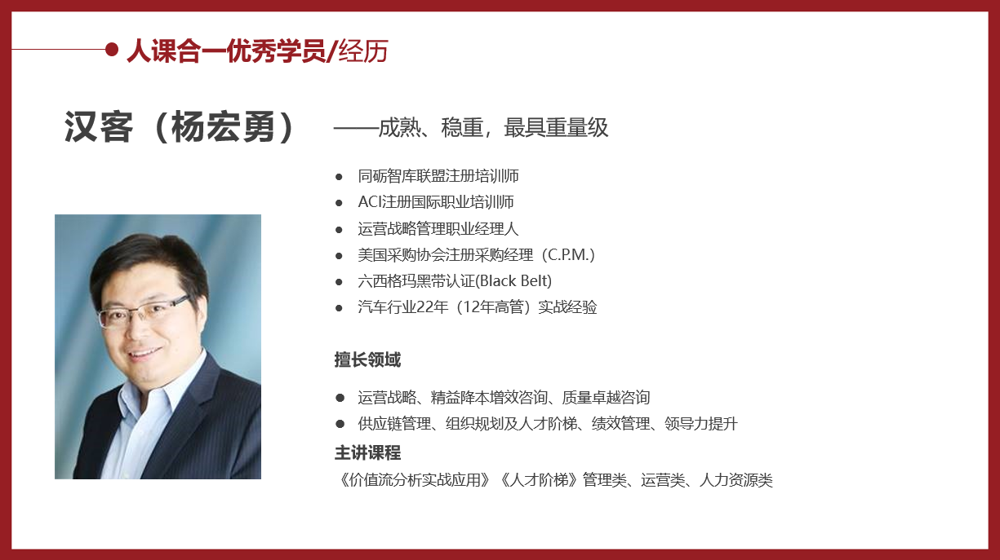 人课合一优秀学员/经历
汉客（杨宏勇） ——成熟、稳重，最具重量级
● 同砺智库联盟注册培训师
● ACI注册国际职业培训师
● 运营战略管理职业经理人
● 美国采购协会注册采购经理（C.P.M.）
● 六西格玛黑带认证(Black Belt)
● 汽车行业22年（12年高管）实战经验
擅长领域
● 运营战略、精益降本增效咨询、质量卓越咨询
● 供应链管理、组织规划及人才阶梯、绩效管理、领导力提升
主讲课程
《价值流分析实战应用》《人才阶梯》管理类、运营类、人力资源类